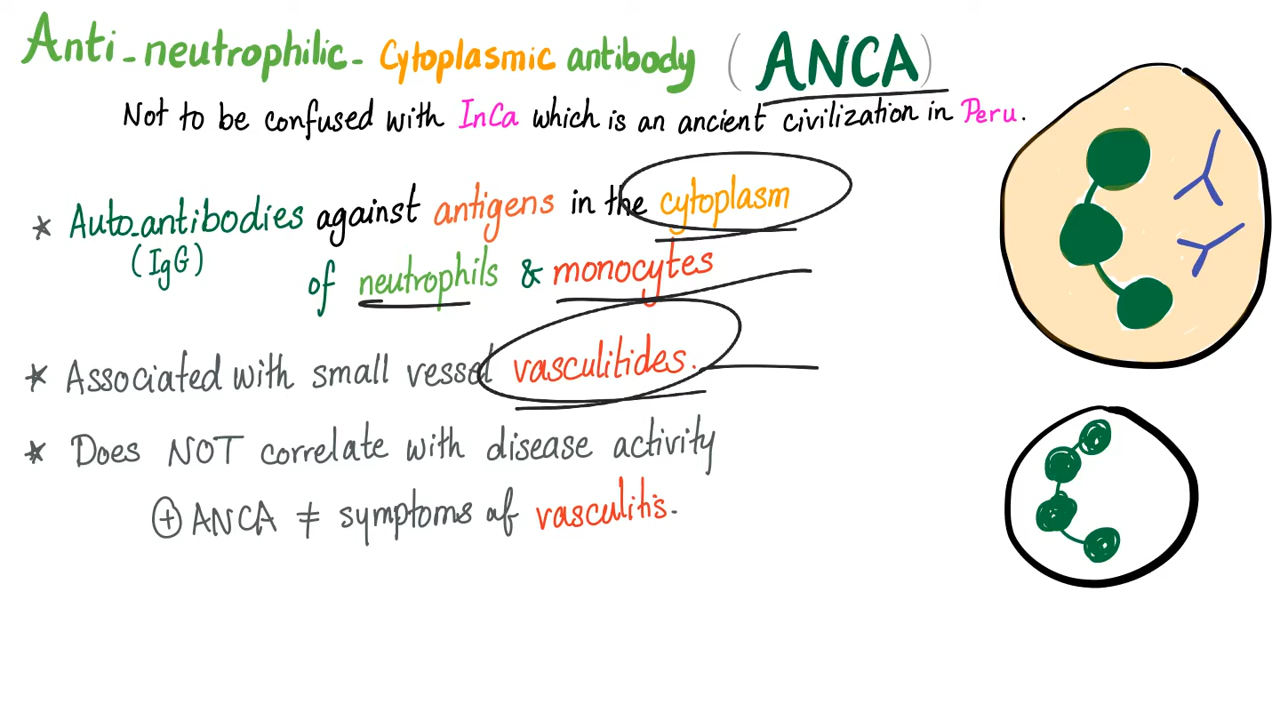 Anti-neutrophilic-Cytoplasmic antibody (ANCA)
Not to be confused with InCa which is an ancient civilization in Peru.
* Auto-antibodies against antigens in the cytoplasm
(IgG)
of neutrophils & monocytes
* Associated with small vessel vasculitides.
* Does NOT correlate with disease activity
⊕ ANCA ≠ symptoms of vasculitis.